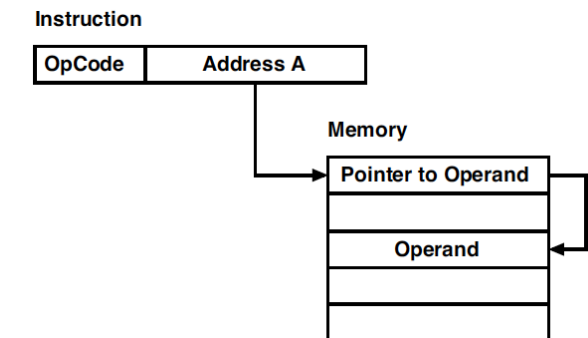 Instruction
OpCode Address A
Memory
Pointer to Operand
Operand